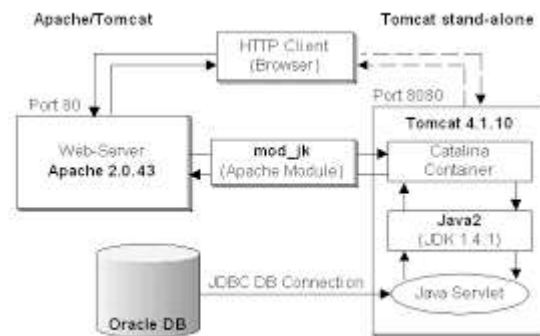 Apache/Tomcat
Tomcat stand-alone
HTTP Client
(Browser)
Port 80
Port 8080
Web-Server
Apache 2.0.43
mod_jk
(Apache Module)
Tomcat 4.1.10
Catalina
Container
Java2
(JDK 1.4.1)
JDBC DB Connection
Java Servlet
Oracle DB